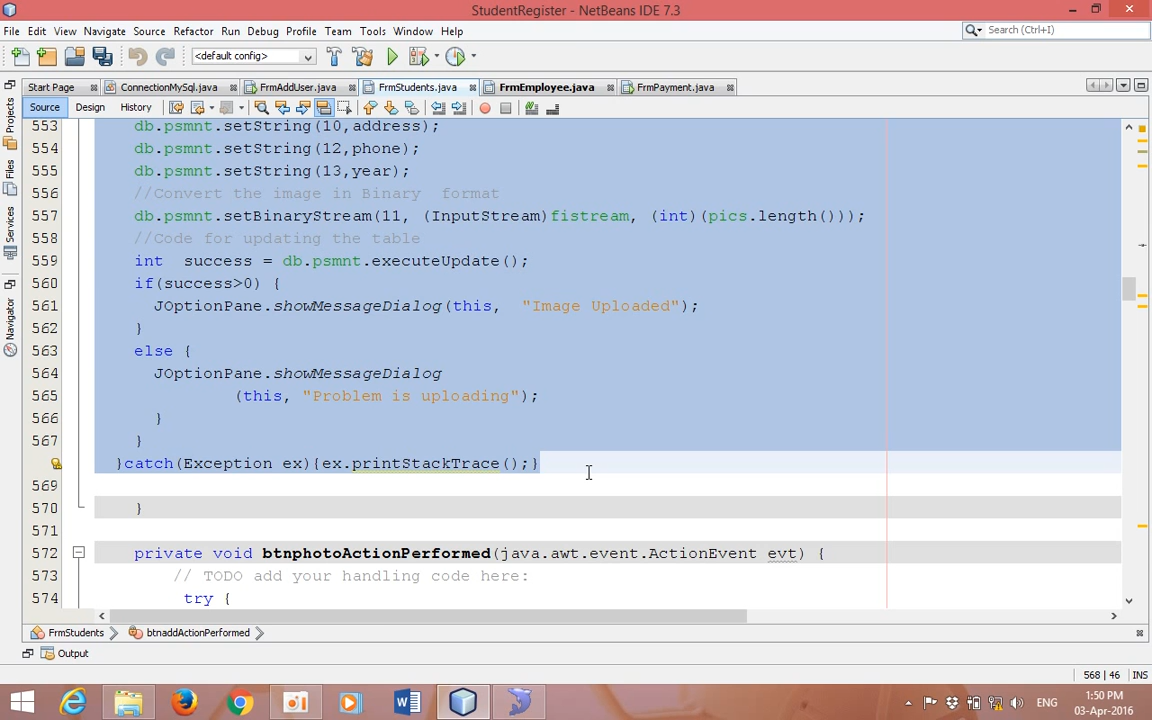 StudentRegister - NetBeans IDE 7.3
File Edit View Navigate Source Refactor Run Debug Profile Team Tools Window Help
Search (Ctrl+I)
<default config>
Start Page ConnectionMySql.java FrmAddUser.java FrmStudents.java FrmEmployee.java FrmPayment.java
Source Design History
Projects
Files
Services
Navigator
553 db.psmnt.setString(10,address);
554 db.psmnt.setString(12,phone);
555 db.psmnt.setString(13,year);
556 //Convert the image in Binary  format
557 db.psmnt.setBinaryStream(11, (InputStream)fistream, (int)(pics.length()));
558 //Code for updating the table
559 int  success = db.psmnt.executeUpdate();
560 if(success>0) {
561 JOptionPane.showMessageDialog(this,  "Image Uploaded");
562 }
563 else {
564 JOptionPane.showMessageDialog
565 (this, "Problem is uploading");
566 }
567 }
}catch(Exception ex){ex.printStackTrace();}
569
570 }
571
572 private void btnphotoActionPerformed(java.awt.event.ActionEvent evt) {
573 // TODO add your handling code here:
574 try {
FrmStudents btnaddActionPerformed
Output
568 | 46 INS
ENG
1:50 PM
03-Apr-2016